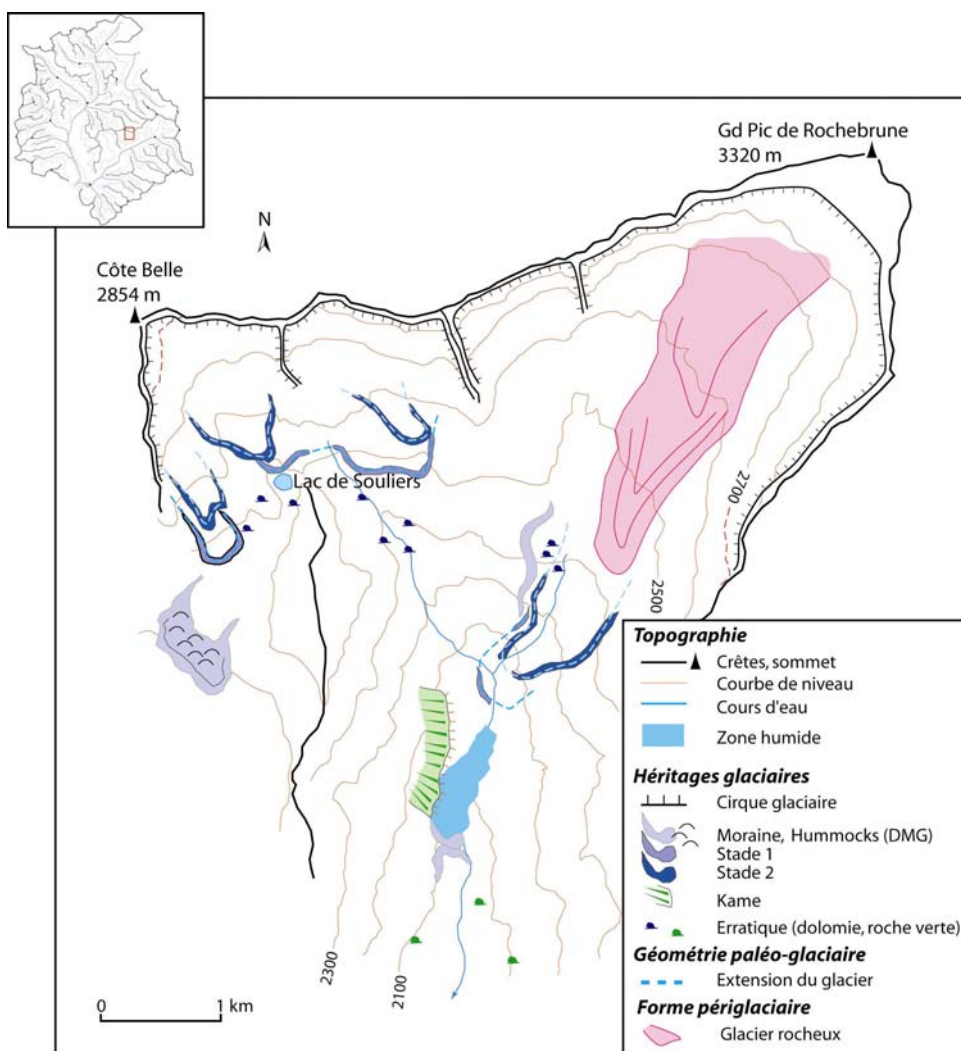 Gd Pic de Rochebrune
3320 m
N
Côte Belle
2854 m
Lac de Souliers
2700
2500
2300
2100
0 1 km
Topographie
Crêtes, sommet
Courbe de niveau
Cours d'eau
Zone humide
Héritages glaciaires
Cirque glaciaire
Moraine, Hummocks (DMG)
Stade 1
Stade 2
Kame
Erratique (dolomie, roche verte)
Géométrie paléo-glaciaire
Extension du glacier
Forme périglaciaire
Glacier rocheux